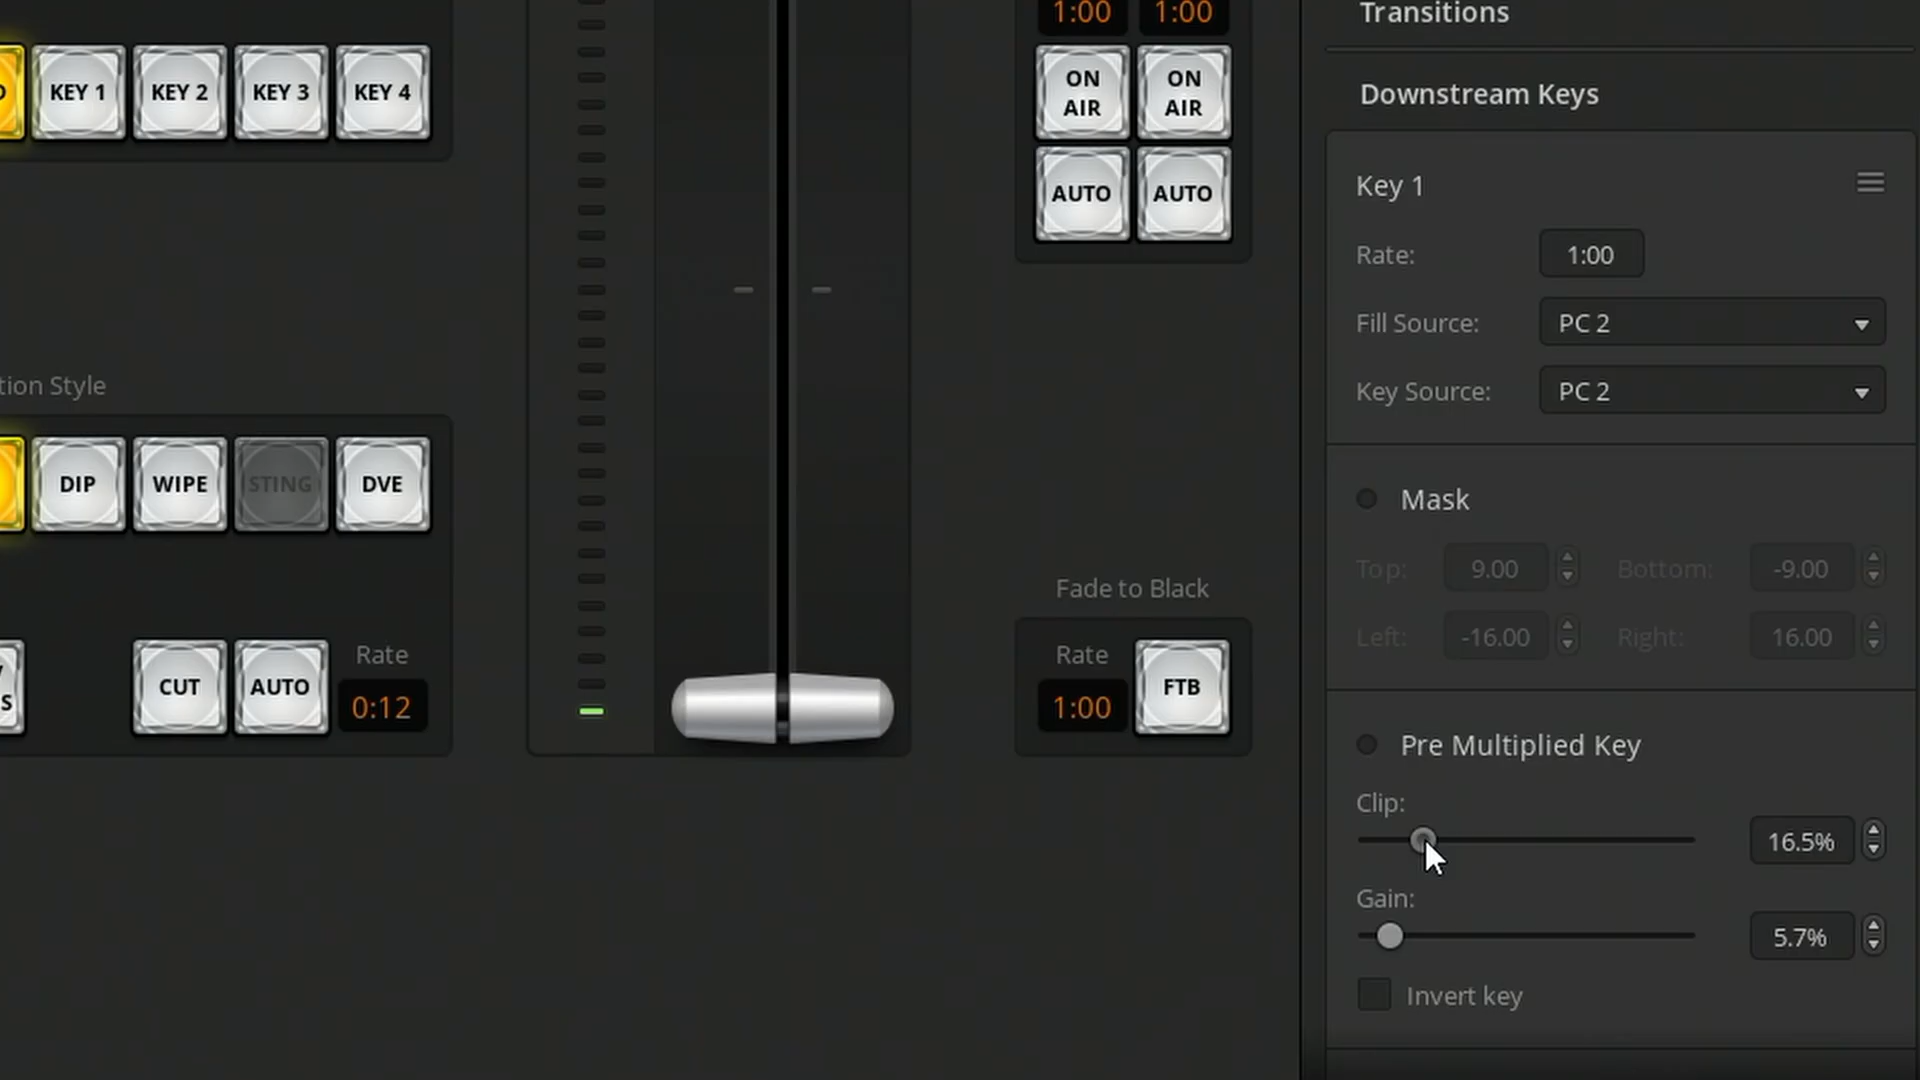 1:00 1:00
KEY 1 KEY 2 KEY 3 KEY 4
ON AIR ON AIR
AUTO AUTO
tion Style
DIP WIPE STING DVE
S CUT AUTO
Rate
0:12
Fade to Black
Rate
1:00
FTB
Transitions
Downstream Keys
Key 1
Rate: 1:00
Fill Source: PC 2
Key Source: PC 2
Mask
Top: 9.00 Bottom: -9.00
Left: -16.00 Right: 16.00
Pre Multiplied Key
Clip:
16.5%
Gain:
5.7%
Invert key